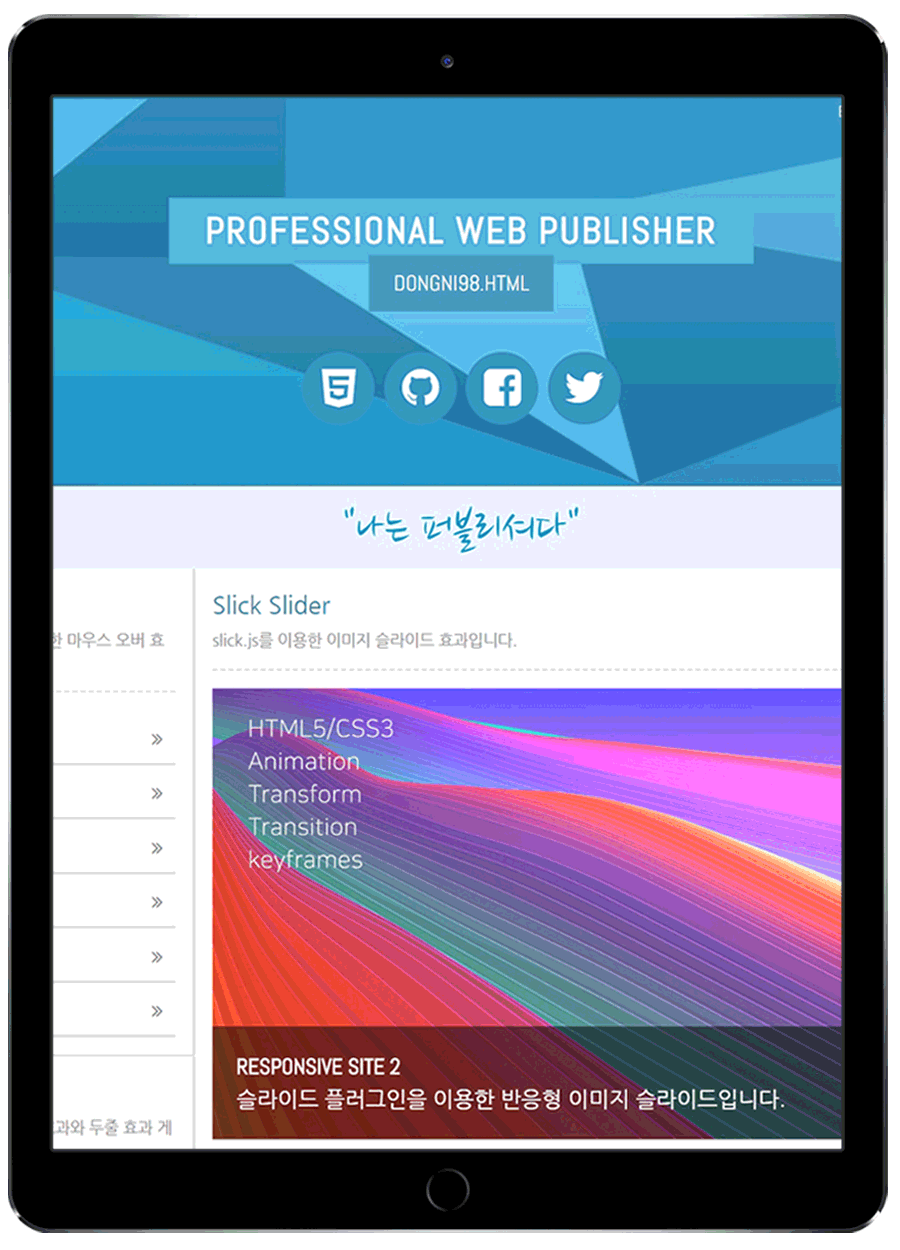 PROFESSIONAL WEB PUBLISHER
DONGNI98.HTML
"나는 퍼블리셔다"
마우스 오버 효
Slick Slider
slick.js를 이용한 이미지 슬라이드 효과입니다.
HTML5/CSS3
Animation
Transform
Transition
keyframes
RESPONSIVE SITE 2
슬라이드 플러그인을 이용한 반응형 이미지 슬라이드입니다.
두줄 효과 게